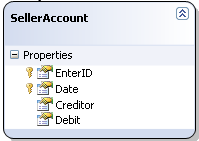 SellerAccount
Properties
EnterID
Date
Creditor
Debit